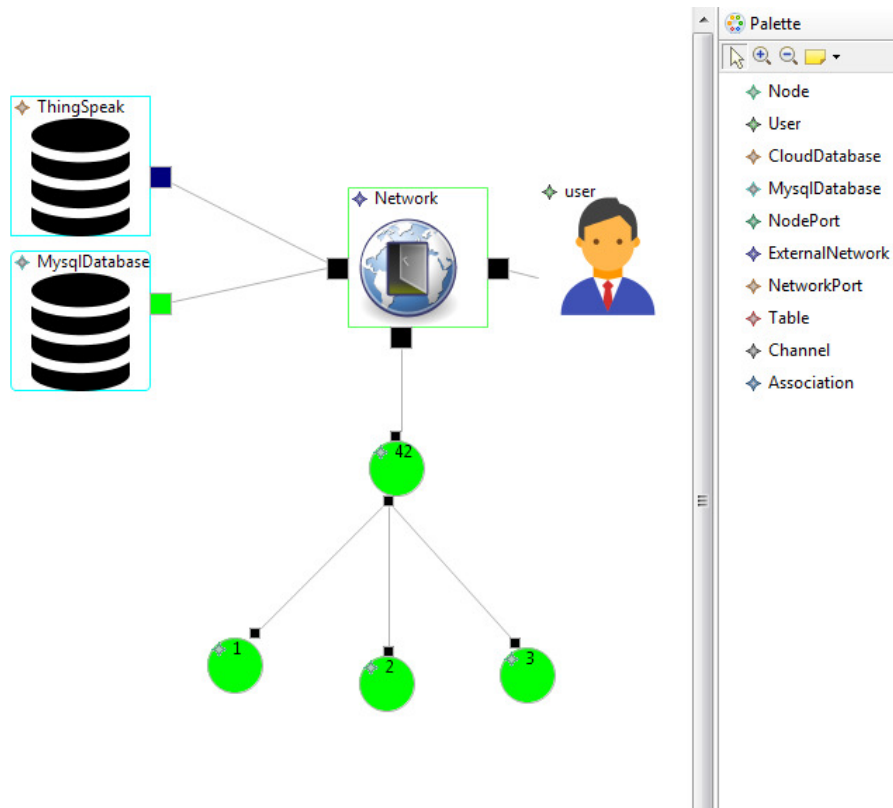 ThingSpeak
MysqlDatabase
Network
user
42
1
2
3
Palette
Node
User
CloudDatabase
MysqlDatabase
NodePort
ExternalNetwork
NetworkPort
Table
Channel
Association